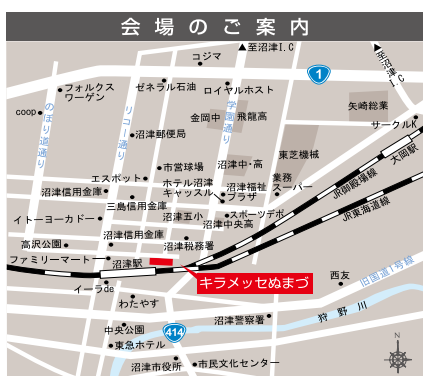 会場のご案内
至沼津I.C
コジマ
至沼津I.C
1
フォルクス
ワーゲン
ゼネラル石油
ロイヤルホスト
のぼり道通り
リコー通り
学園通り
矢崎総業
coop
金岡中
飛龍高
サークルK
沼津郵便局
大岡駅
東芝機械
市営球場
沼津中・高
エスポット
ホテル沼津
キャッスル
沼津福祉
プラザ
業務
スーパー
JR御殿場線
沼津信用金庫
三島信用金庫
JR東海道線
イトーヨーカドー
沼津五小
スポーツデポ
沼津中央高
沼津信用金庫
高沢公園
沼津税務署
ファミリーマート
沼津駅
キラメッセぬまづ
西友
旧国道1号線
イーラde
わたやす
狩野川
沼津警察署
中央公園
414
東急ホテル
N
沼津市役所
市民文化センター